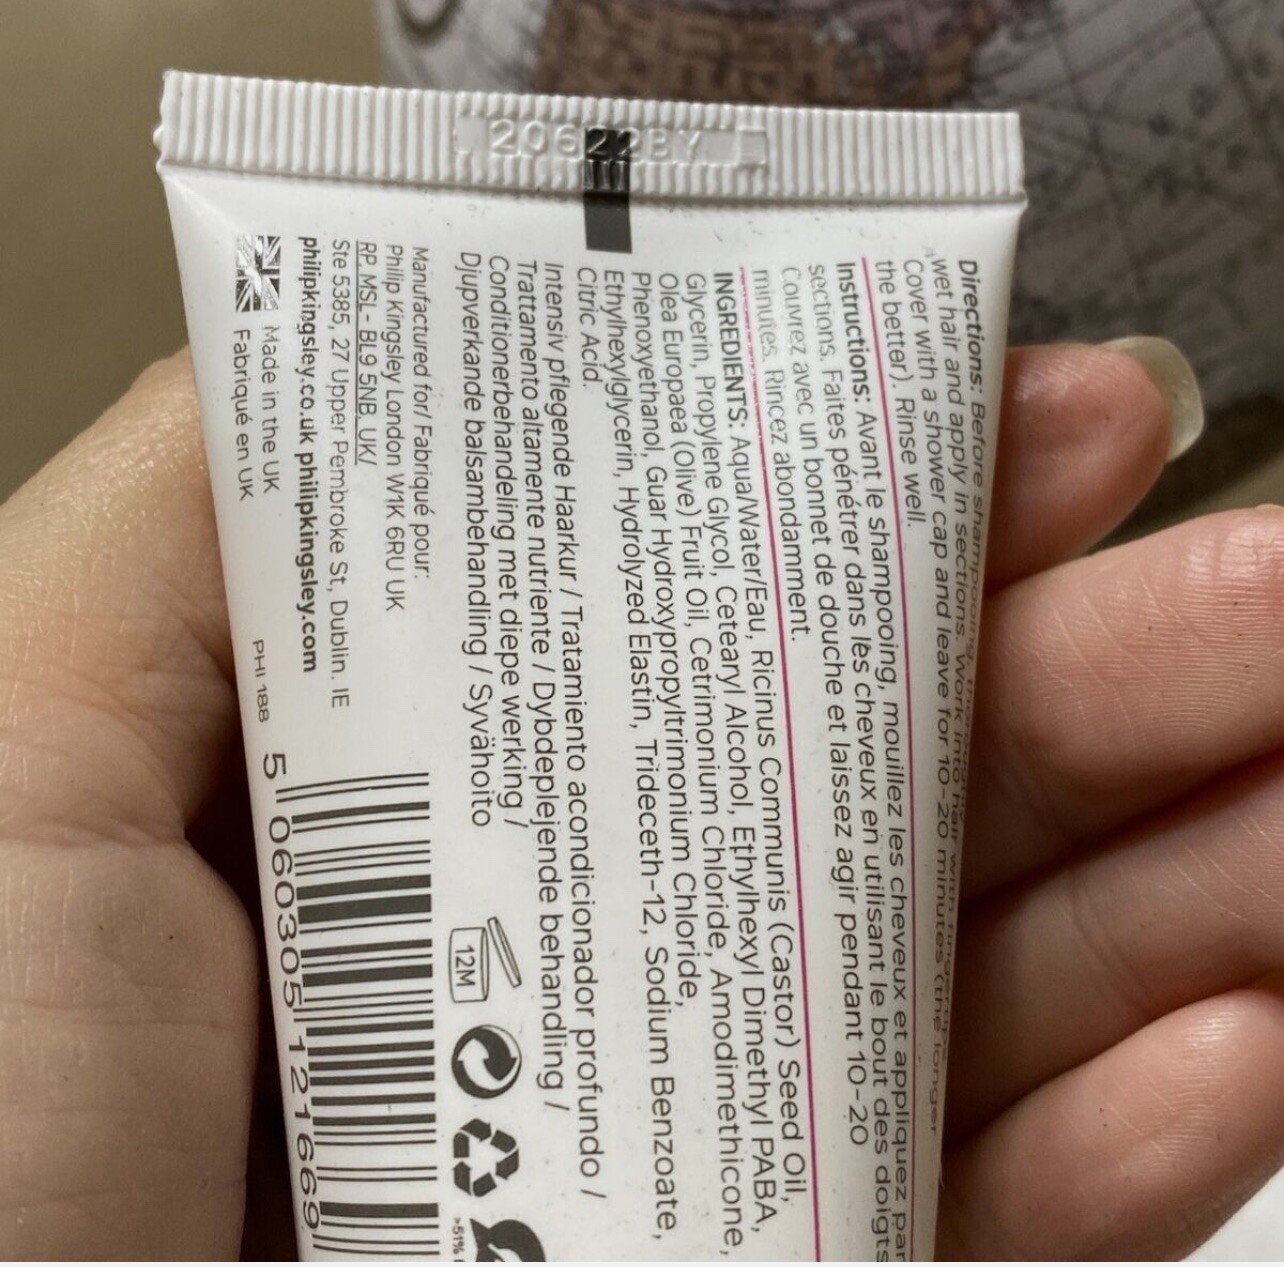 20622BY
Directions: Before shampooing,
wet hair and apply in sections. Work into hair with fingertips.
Cover with a shower cap and leave for 10-20 minutes (the longer
the better). Rinse well.
Instructions: Avant le shampooing, mouillez les cheveux et appliquez par
sections. Faites pénétrer dans les cheveux en utilisant le bout des doigts
Couvrez avec un bonnet de douche et laissez agir pendant 10-20
minutes. Rincez abondamment.
INGREDIENTS: Aqua/Water/Eau, Ricinus Communis (Castor) Seed Oil,
Glycerin, Propylene Glycol, Cetearyl Alcohol, Ethylhexyl Dimethyl PABA,
Olea Europaea (Olive) Fruit Oil, Cetrimonium Chloride, Amodimethicone,
Phenoxyethanol, Guar Hydroxypropyltrimonium Chloride,
Ethylhexylglycerin, Hydrolyzed Elastin, Trideceth-12, Sodium Benzoate,
Citric Acid.
Intensiv pflegende Haarkur / Tratamiento acondicionador profundo /
Trattamento altamente nutriente / Dybdeplejende behandling /
Conditionerbehandeling met diepe werking /
Djupverkande balsambehandling / Syvähoito
Manufactured for/ Fabriqué pour:
Philip Kingsley London W1K 6RU UK
RP MSL- BL9 5NB, UK/
Ste 5385, 27 Upper Pembroke St, Dublin. IE
philipkingsley.co.uk philipkingsley.com
Made in the UK
Fabriqué en UK
PHI 188
12M
>51%
5 060305 121669